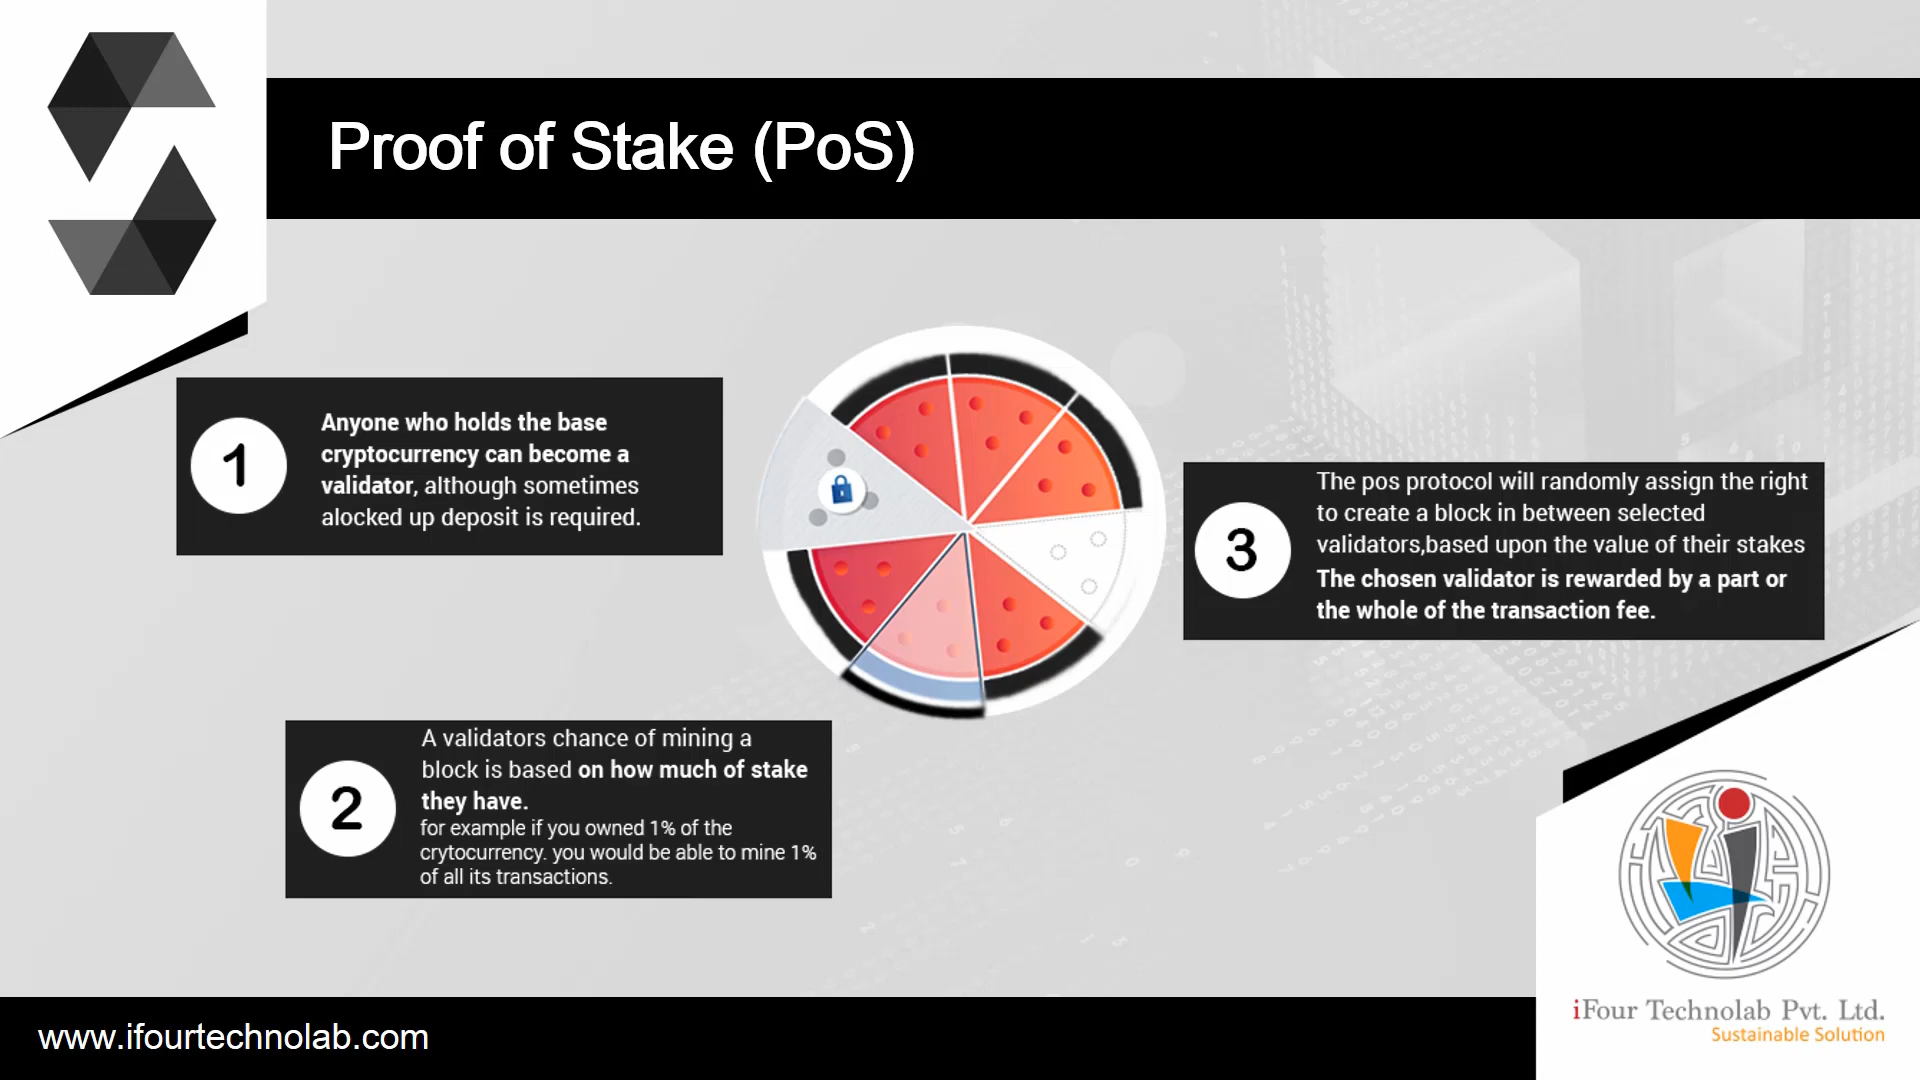 Proof of Stake (PoS)
1
Anyone who holds the base
cryptocurrency can become a
validator, although sometimes
alocked up deposit is required.
3
The pos protocol will randomly assign the right
to create a block in between selected
validators,based upon the value of their stakes
The chosen validator is rewarded by a part or
the whole of the transaction fee.
2
A validators chance of mining a
block is based on how much of stake
they have.
for example if you owned 1% of the
crytocurrency. you would be able to mine 1%
of all its transactions.
www.ifourtechnolab.com
iFour Technolab Pvt. Ltd.
Sustainable Solution